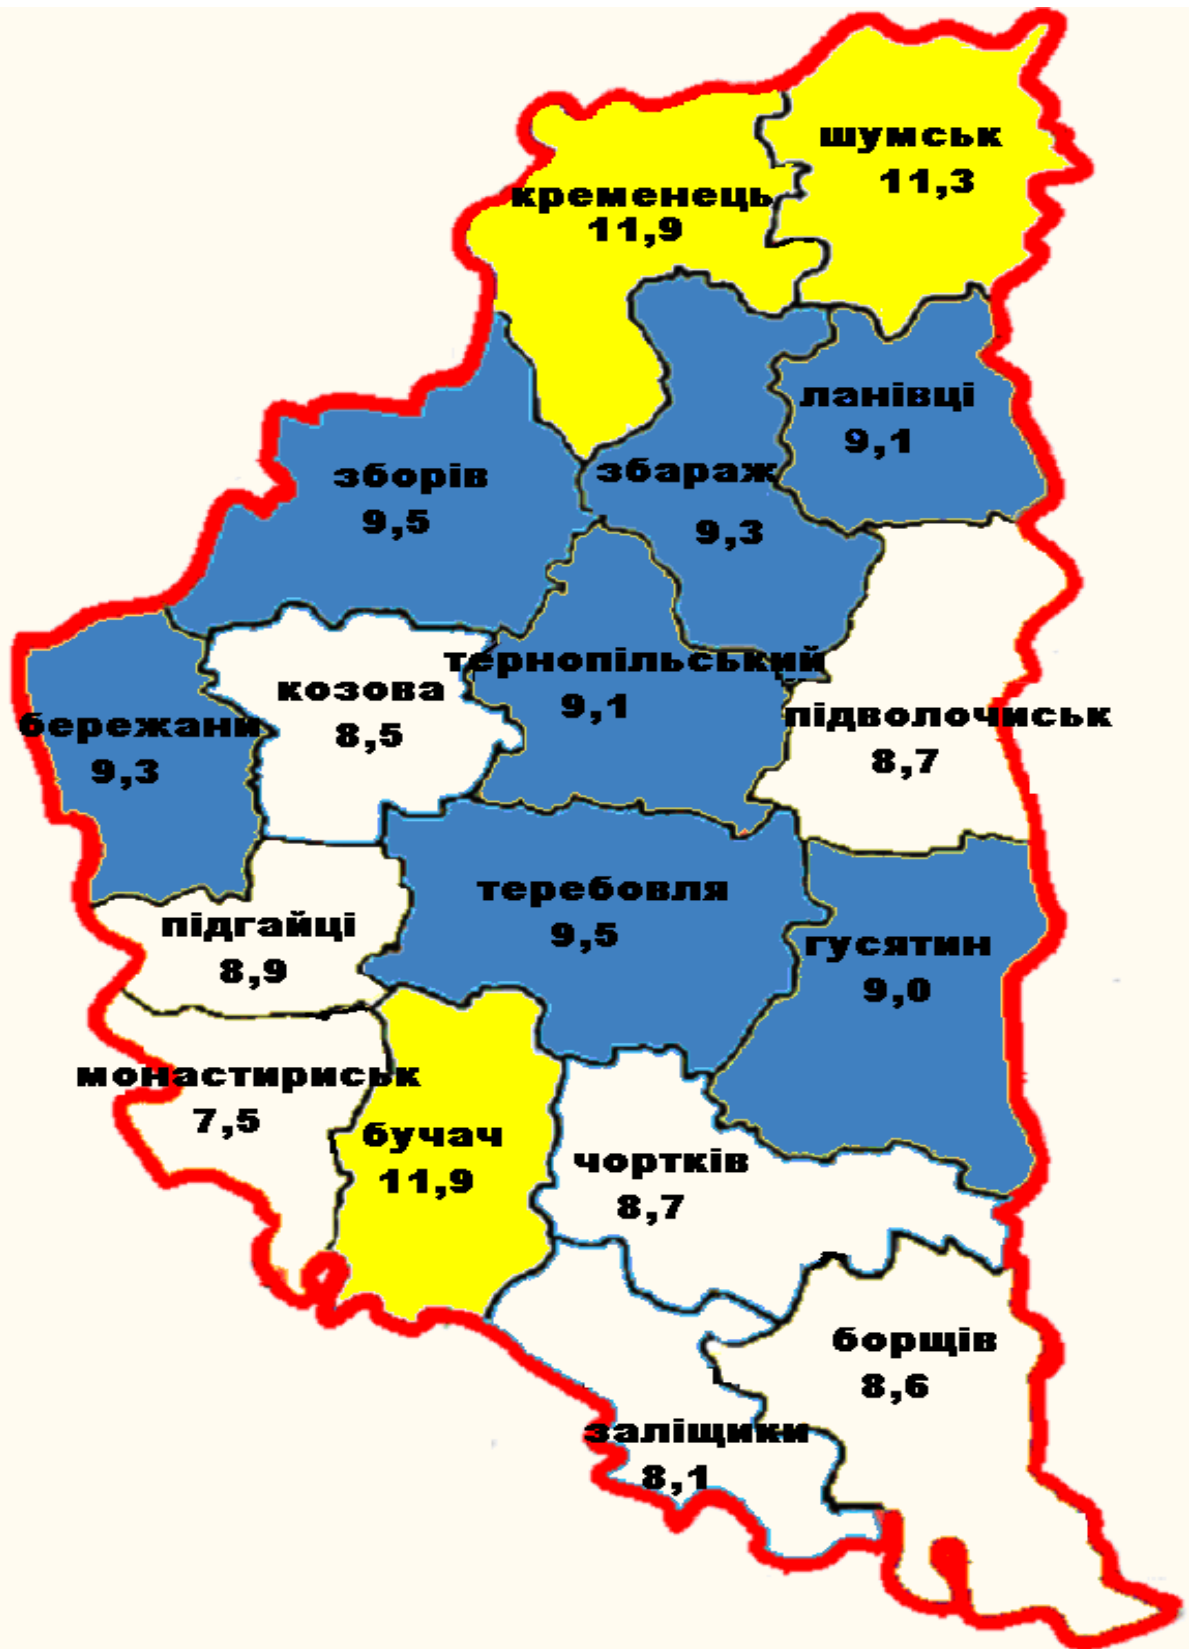 шумськ
11,3
кременець
11,9
ланівці
9,1
зборів
9,5
збараж
9,3
тернопільський
9,1
козова
8,5
бережани
9,3
підволочиськ
8,7
теребовля
9,5
підгайці
8,9
гусятин
9,0
монастириськ
7,5
бучач
11,9
чортків
8,7
борщів
8,6
заліщики
8,1